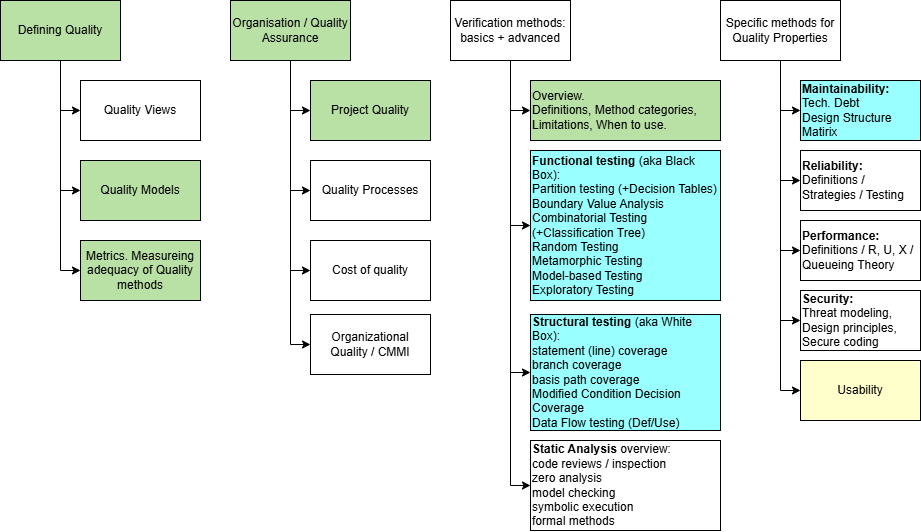 Defining Quality
Quality Views
Quality Models
Metrics. Measureing
adequacy of Quality
methods
Organisation / Quality
Assurance
Project Quality
Quality Processes
Cost of quality
Organizational
Quality / CMMI
Verification methods:
basics + advanced
Overview.
Definitions, Method categories,
Limitations, When to use.
Functional testing (aka Black
Box):
Partition testing (+Decision Tables)
Boundary Value Analysis
Combinatorial Testing
(+Classification Tree)
Random Testing
Metamorphic Testing
Model-based Testing
Exploratory Testing
Structural testing (aka White
Box):
statement (line) coverage
branch coverage
basis path coverage
Modified Condition Decision
Coverage
Data Flow testing (Def/Use)
Static Analysis overview:
code reviews / inspection
zero analysis
model checking
symbolic execution
formal methods
Specific methods for
Quality Properties
Maintainability:
Tech. Debt
Design Structure
Matirix
Reliability:
Definitions /
Strategies / Testing
Performance:
Definitions / R, U, X /
Queueing Theory
Security:
Threat modeling,
Design principles,
Secure coding
Usability